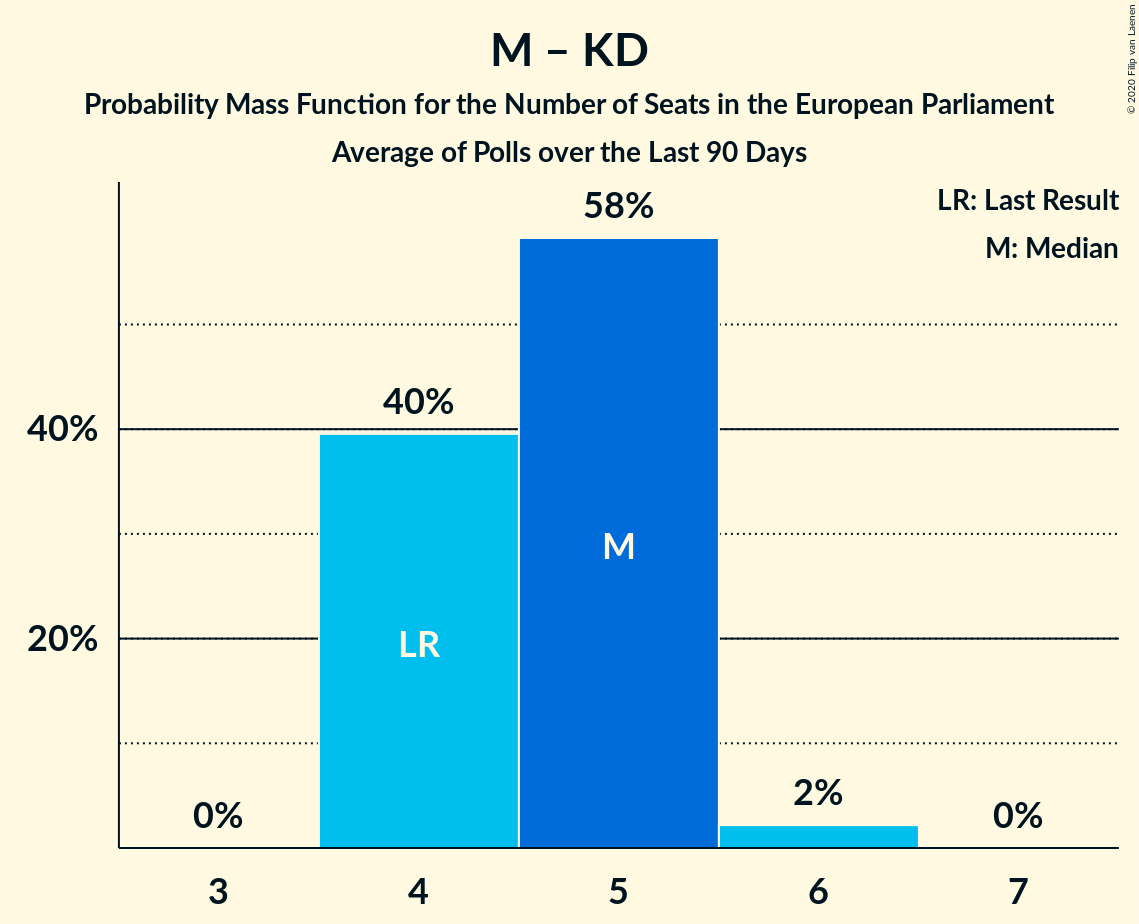 M – KD
Probability Mass Function for the Number of Seats in the European Parliament
Average of Polls over the Last 90 Days
© 2020 Filip van Laenen
LR: Last Result
M: Median
58%
40%
40%
M
20%
LR
2%
0%
0%
3
4
5
6
7